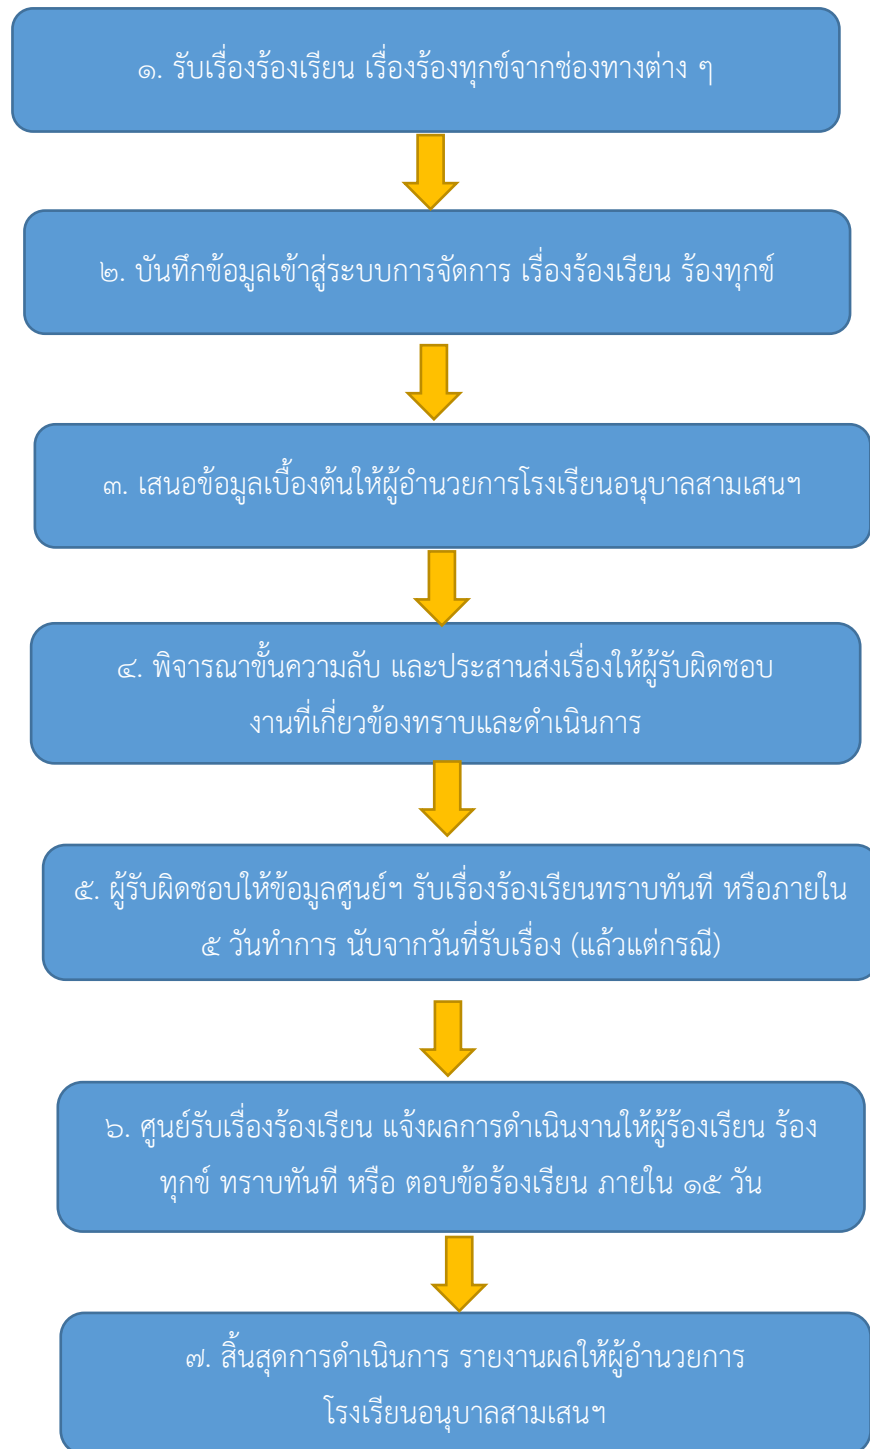 ๑. รับเรื่องร้องเรียน เรื่องร้องทุกข์จากช่องทางต่าง ๆ
๒. บันทึกข้อมูลเข้าสู่ระบบการจัดการ เรื่องร้องเรียน ร้องทุกข์
๓. เสนอข้อมูลเบื้องต้นให้ผู้อำนวยการโรงเรียนอนุบาลสามเสนฯ
๔. พิจารณาชั้นความลับ และประสานส่งเรื่องให้ผู้รับผิดชอบ
งานที่เกี่ยวข้องทราบและดำเนินการ
๕. ผู้รับผิดชอบให้ข้อมูลศูนย์ฯ รับเรื่องร้องเรียนทราบทันที หรือภายใน
๕ วันทำการ นับจากวันที่รับเรื่อง (แล้วแต่กรณี)
๖. ศูนย์รับเรื่องร้องเรียน แจ้งผลการดำเนินงานให้ผู้ร้องเรียน ร้อง
ทุกข์ ทราบทันที หรือ ตอบข้อร้องเรียน ภายใน ๑๕ วัน
๗. สิ้นสุดการดำเนินการ รายงานผลให้ผู้อำนวยการ
โรงเรียนอนุบาลสามเสนฯ